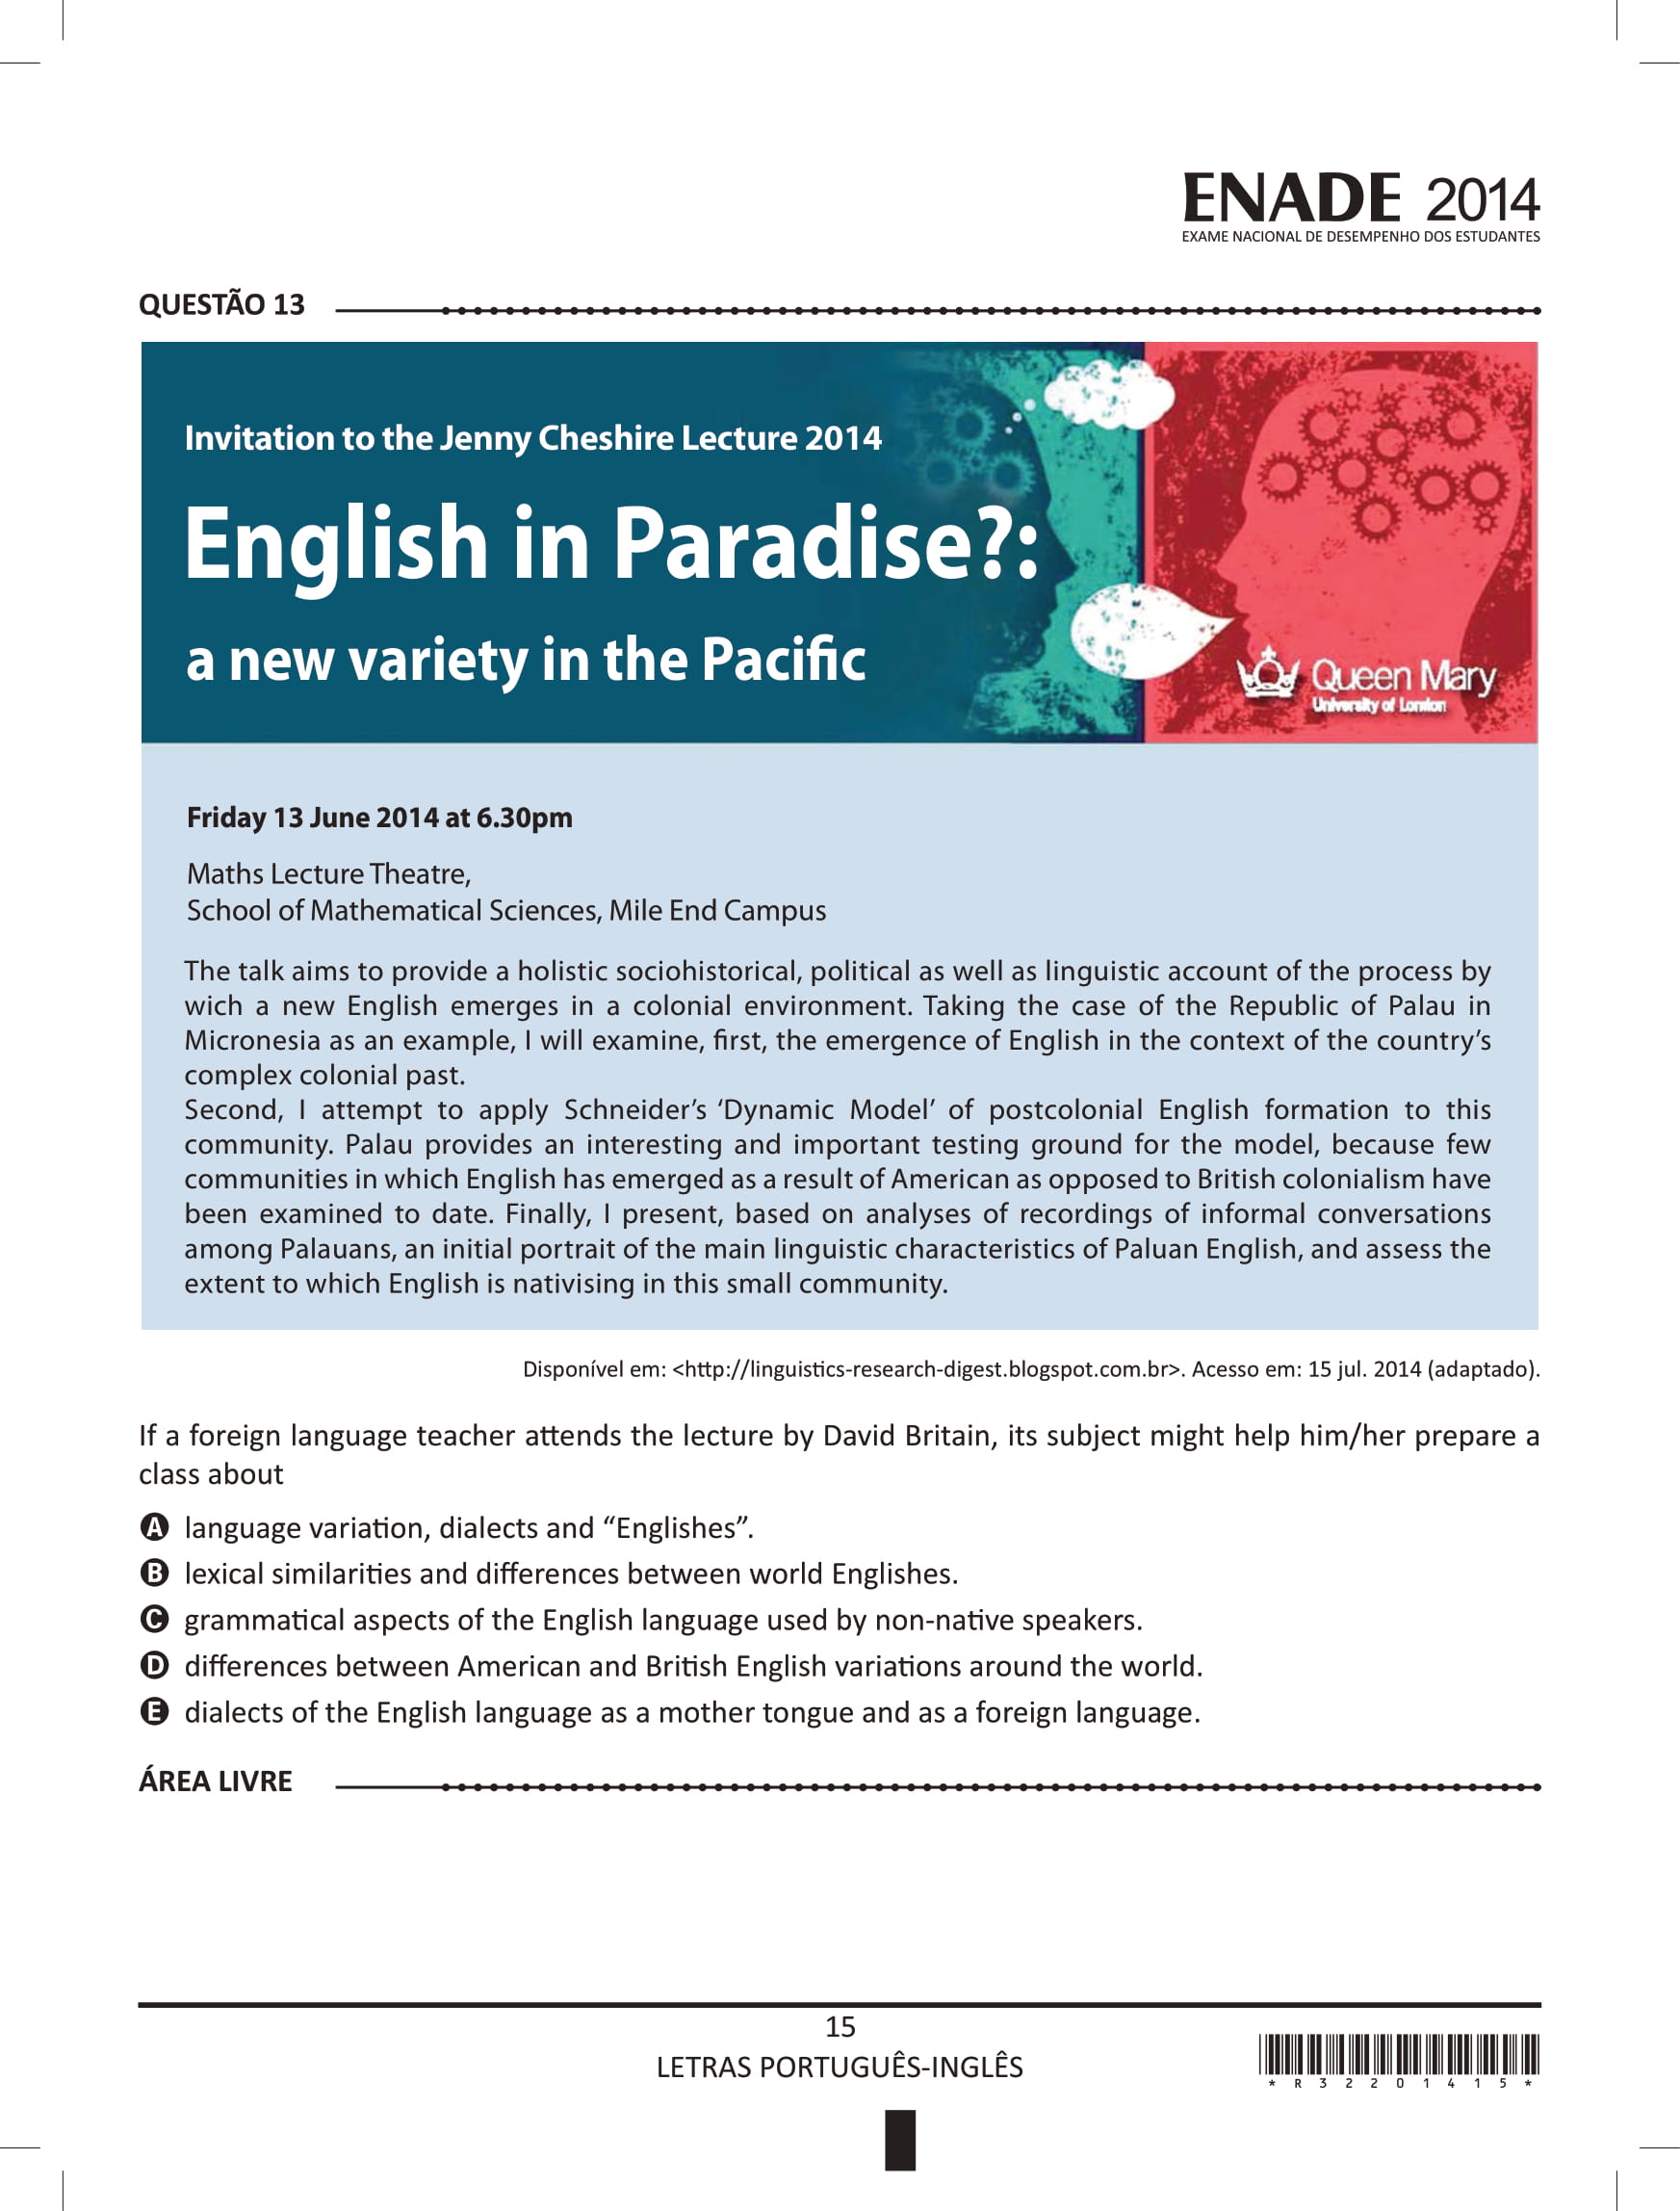 ENADE 2014
EXAME NACIONAL DE DESEMPENHO DOS ESTUDANTES
QUESTÃO 13
Invitation to the Jenny Cheshire Lecture 2014
English in Paradise?:
a new variety in the Pacific
Queen Mary
University of London
Friday 13 June 2014 at 6.30pm
Maths Lecture Theatre,
School of Mathematical Sciences, Mile End Campus
The talk aims to provide a holistic sociohistorical, political as well as linguistic account of the process by
wich a new English emerges in a colonial environment. Taking the case of the Republic of Palau in
Micronesia as an example, I will examine, first, the emergence of English in the context of the country's
complex colonial past.
Second, I attempt to apply Schneider's 'Dynamic Model' of postcolonial English formation to this
community. Palau provides an interesting and important testing ground for the model, because few
communities in which English has emerged as a result of American as opposed to British colonialism have
been examined to date. Finally, I present, based on analyses of recordings of informal conversations
among Palauans, an initial portrait of the main linguistic characteristics of Paluan English, and assess the
extent to which English is nativising in this small community.
Disponível em: <http://linguistics-research-digest.blogspot.com.br>. Acesso em: 15 jul. 2014 (adaptado).
If a foreign language teacher attends the lecture by David Britain, its subject might help him/her prepare a
class about
A language variation, dialects and “Englishes”.
B lexical similarities and differences between world Englishes.
C grammatical aspects of the English language used by non-native speakers.
D differences between American and British English variations around the world.
E dialects of the English language as a mother tongue and as a foreign language.
ÁREA LIVRE
15
LETRAS PORTUGUÊS-INGLÊS
* R 3 2 2 0 1 4 1 5 *